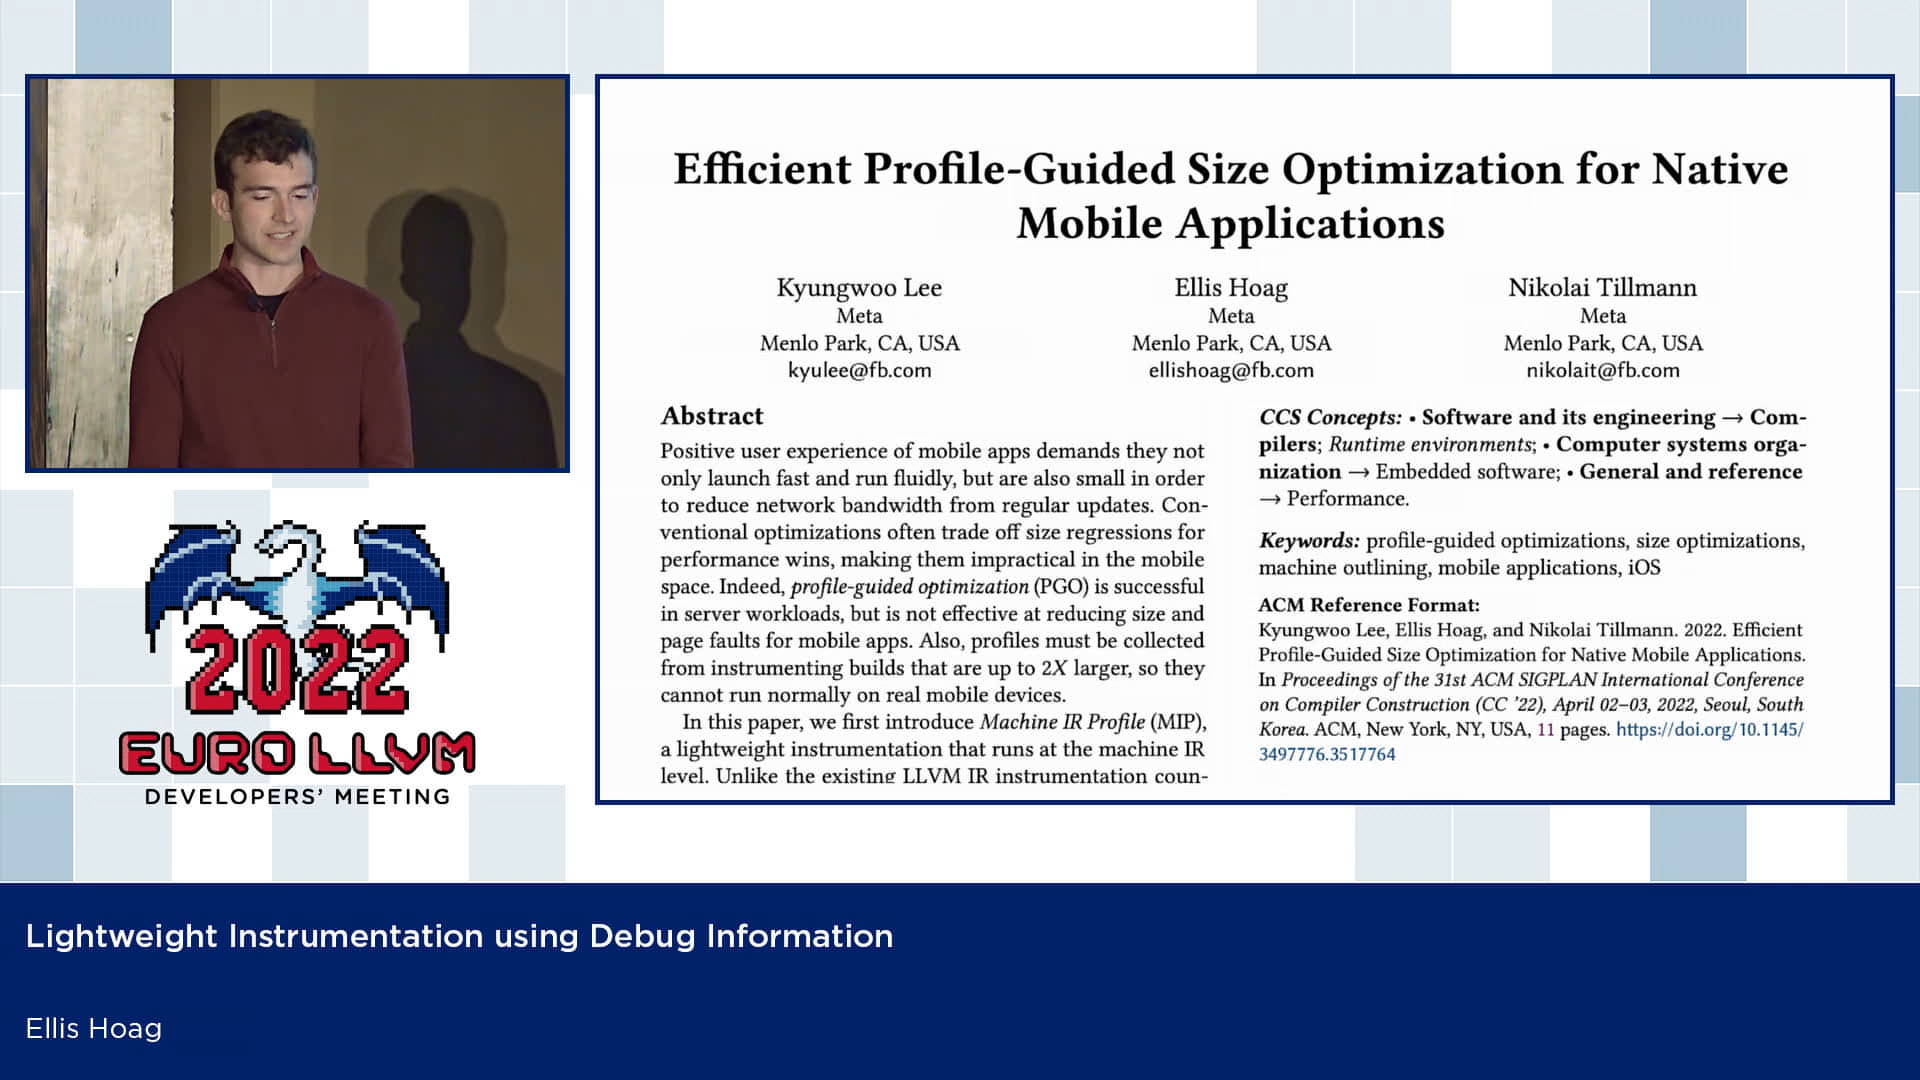 Efficient Profile-Guided Size Optimization for Native
Mobile Applications
Kyungwoo Lee
Meta
Menlo Park, CA, USA
kyulee@fb.com
Ellis Hoag
Meta
Menlo Park, CA, USA
ellishoag@fb.com
Nikolai Tillmann
Meta
Menlo Park, CA, USA
nikolait@fb.com
Abstract
Positive user experience of mobile apps demands they not
only launch fast and run fluidly, but are also small in order
to reduce network bandwidth from regular updates. Con-
ventional optimizations often trade off size regressions for
performance wins, making them impractical in the mobile
space. Indeed, profile-guided optimization (PGO) is successful
in server workloads, but is not effective at reducing size and
page faults for mobile apps. Also, profiles must be collected
from instrumenting builds that are up to 2X larger, so they
cannot run normally on real mobile devices.
In this paper, we first introduce Machine IR Profile (MIP),
a lightweight instrumentation that runs at the machine IR
level. Unlike the existing LLVM IR instrumentation coun-
CCS Concepts: • Software and its engineering → Com-
pilers; Runtime environments; • Computer systems orga-
nization → Embedded software; • General and reference
→ Performance.
Keywords: profile-guided optimizations, size optimizations,
machine outlining, mobile applications, iOS
ACM Reference Format:
Kyungwoo Lee, Ellis Hoag, and Nikolai Tillmann. 2022. Efficient
Profile-Guided Size Optimization for Native Mobile Applications.
In Proceedings of the 31st ACM SIGPLAN International Conference
on Compiler Construction (CC ’22), April 02–03, 2022, Seoul, South
Korea. ACM, New York, NY, USA, 11 pages. https://doi.org/10.1145/
3497776.3517764
2022
EURO LLVM
DEVELOPERS’ MEETING
Lightweight Instrumentation using Debug Information
Ellis Hoag